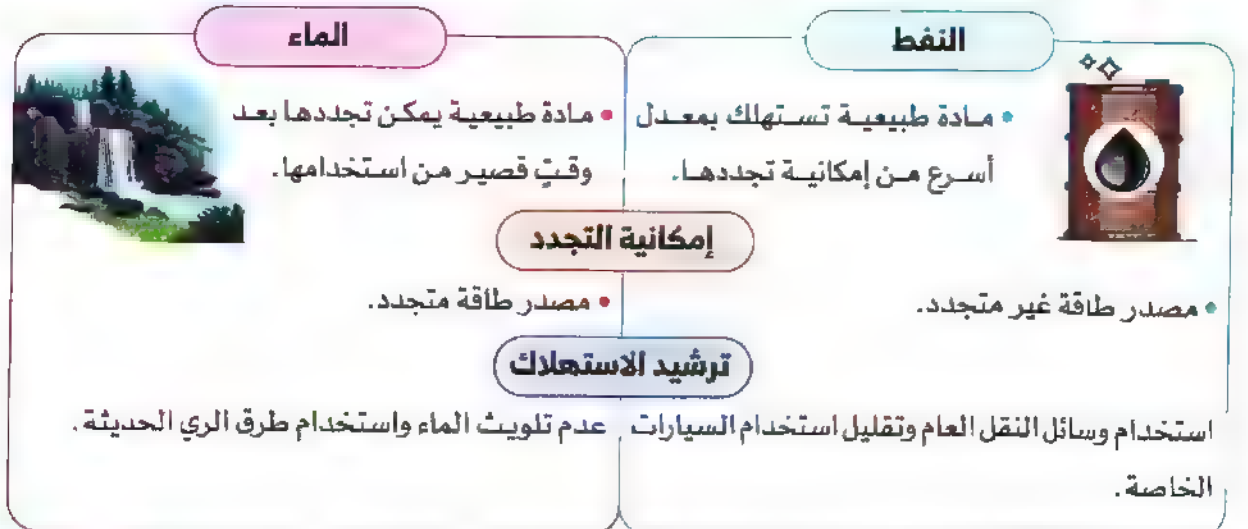 النفط
الماء
• مادة طبيعية تستهلك بمعدل
أسرع من إمكانية تجددها.
• مادة طبيعية يمكن تجددها بعد
وقتٍ قصير من استخدامها.
إمكانية التجدد
• مصدر طاقة غير متجدد.
• مصدر طاقة متجدد.
ترشيد الاستهلاك
استخدام وسائل النقل العام وتقليل استخدام السيارات
الخاصة.
عدم تلويث الماء واستخدام طرق الري الحديثة.